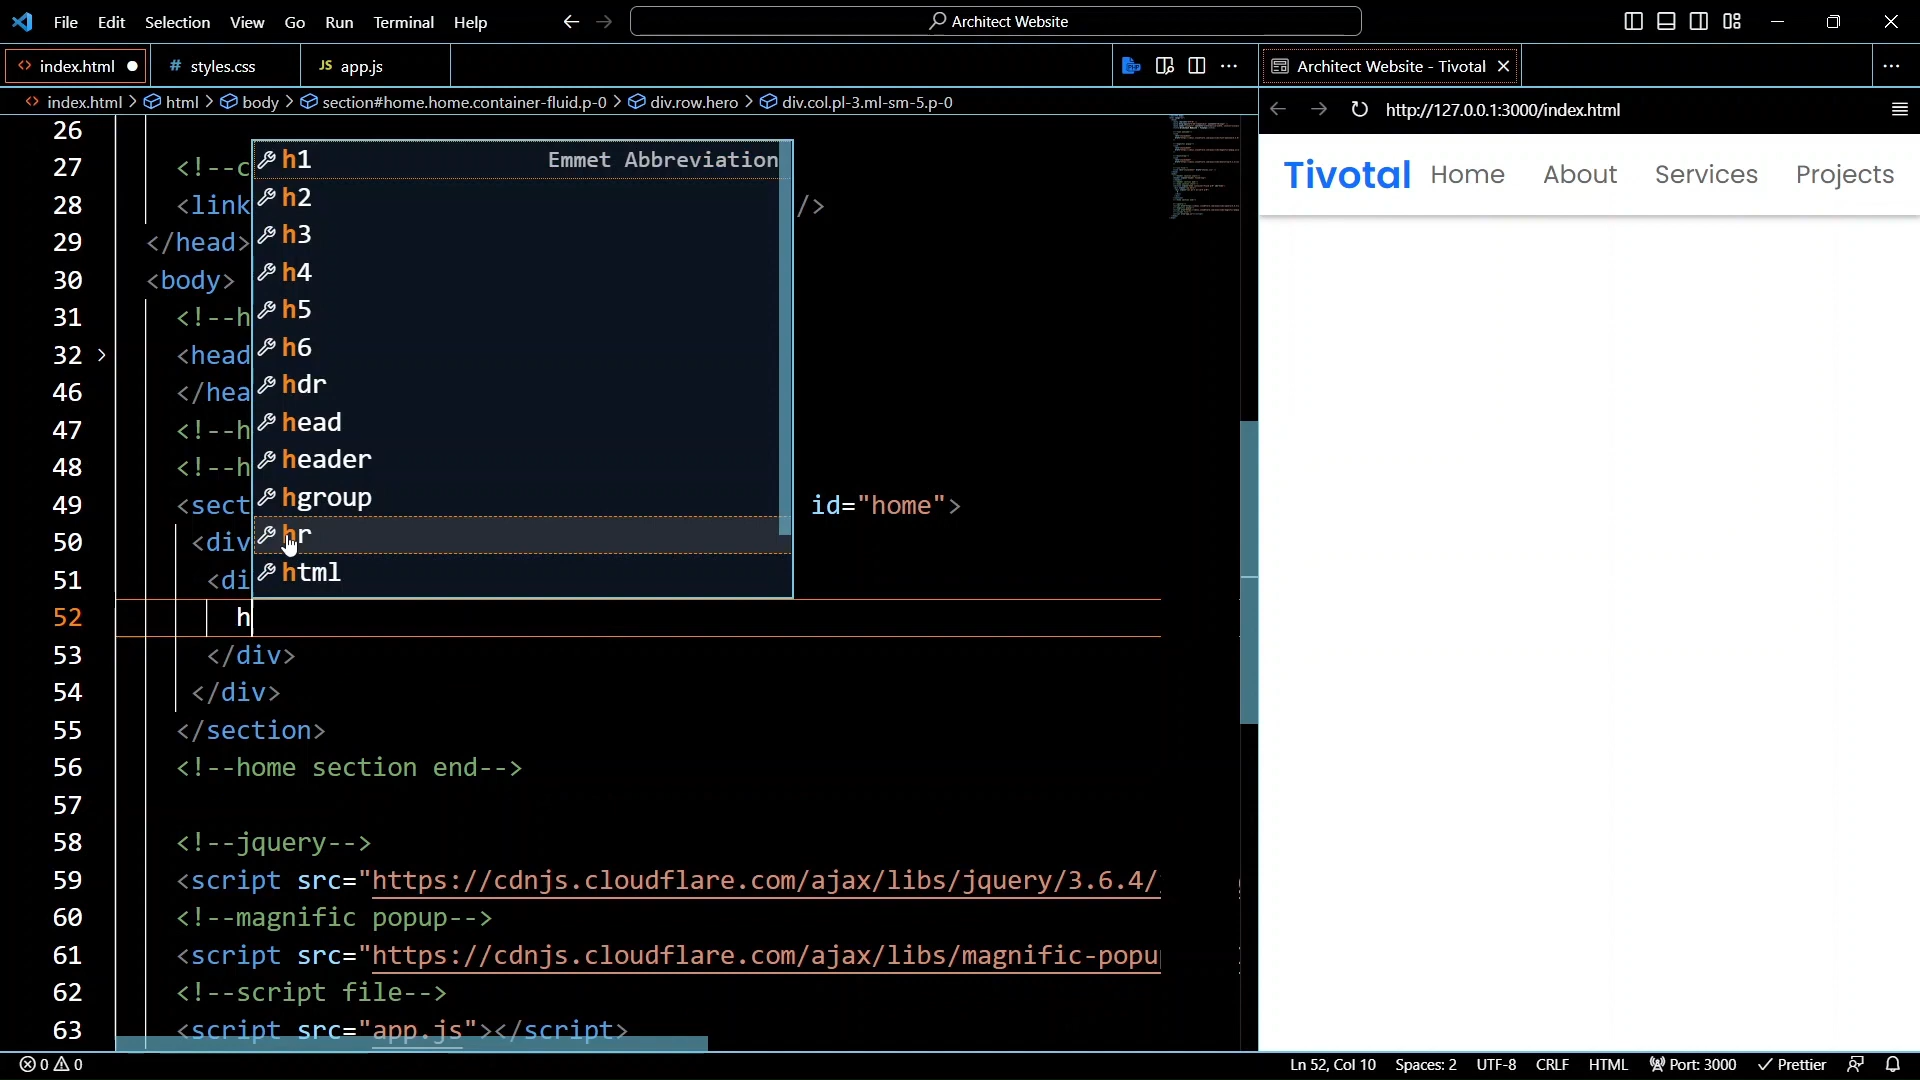 File Edit Selection View Go Run Terminal Help
Architect Website
index.html
# styles.css
JS app.js
Architect Website - Tivotal
index.html > html > body > section#home.home.container-fluid.p-0 > div.row.hero > div.col.pl-3.ml-sm-5.p-0
http://127.0.0.1:3000/index.html
Tivotal Home About Services Projects
26
27 <!--c
28 <link />
29 </head>
30 <body>
31 <!--h
32 <head
46 </hea
47 <!--h
48 <!--h
49 <sect id="home">
50 <div
51 <di
52 h
53 </div>
54 </div>
55 </section>
56 <!--home section end-->
57
58 <!--jquery-->
59 <script src="https://cdnjs.cloudflare.com/ajax/libs/jquery/3.6.4/
60 <!--magnific popup-->
61 <script src="https://cdnjs.cloudflare.com/ajax/libs/magnific-popu
62 <!--script file-->
63 <script src="app.js"></script>
h1 Emmet Abbreviation
h2
h3
h4
h5
h6
hdr
head
header
hgroup
hr
html
0 0
Ln 52, Col 10 Spaces: 2 UTF-8 CRLF HTML Port: 3000 Prettier